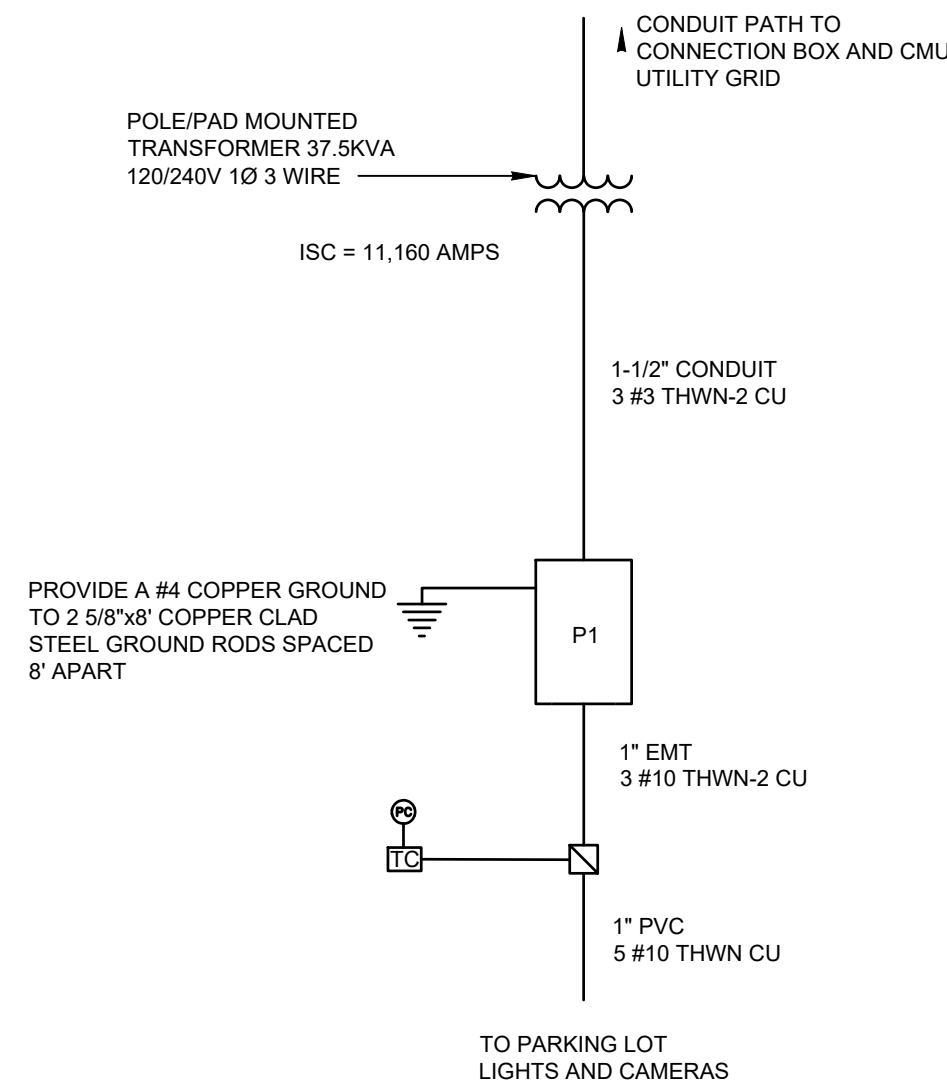 CONDUIT PATH TO
CONNECTION BOX AND CMU
UTILITY GRID
POLE/PAD MOUNTED
TRANSFORMER 37.5KVA
120/240V 1Ø 3 WIRE
ISC = 11,160 AMPS
1-1/2" CONDUIT
3 #3 THWN-2 CU
PROVIDE A #4 COPPER GROUND
TO 2 5/8"x8' COPPER CLAD
STEEL GROUND RODS SPACED
8' APART
P1
1" EMT
3 #10 THWN-2 CU
PC
TC
1" PVC
5 #10 THWN CU
TO PARKING LOT
LIGHTS AND CAMERAS